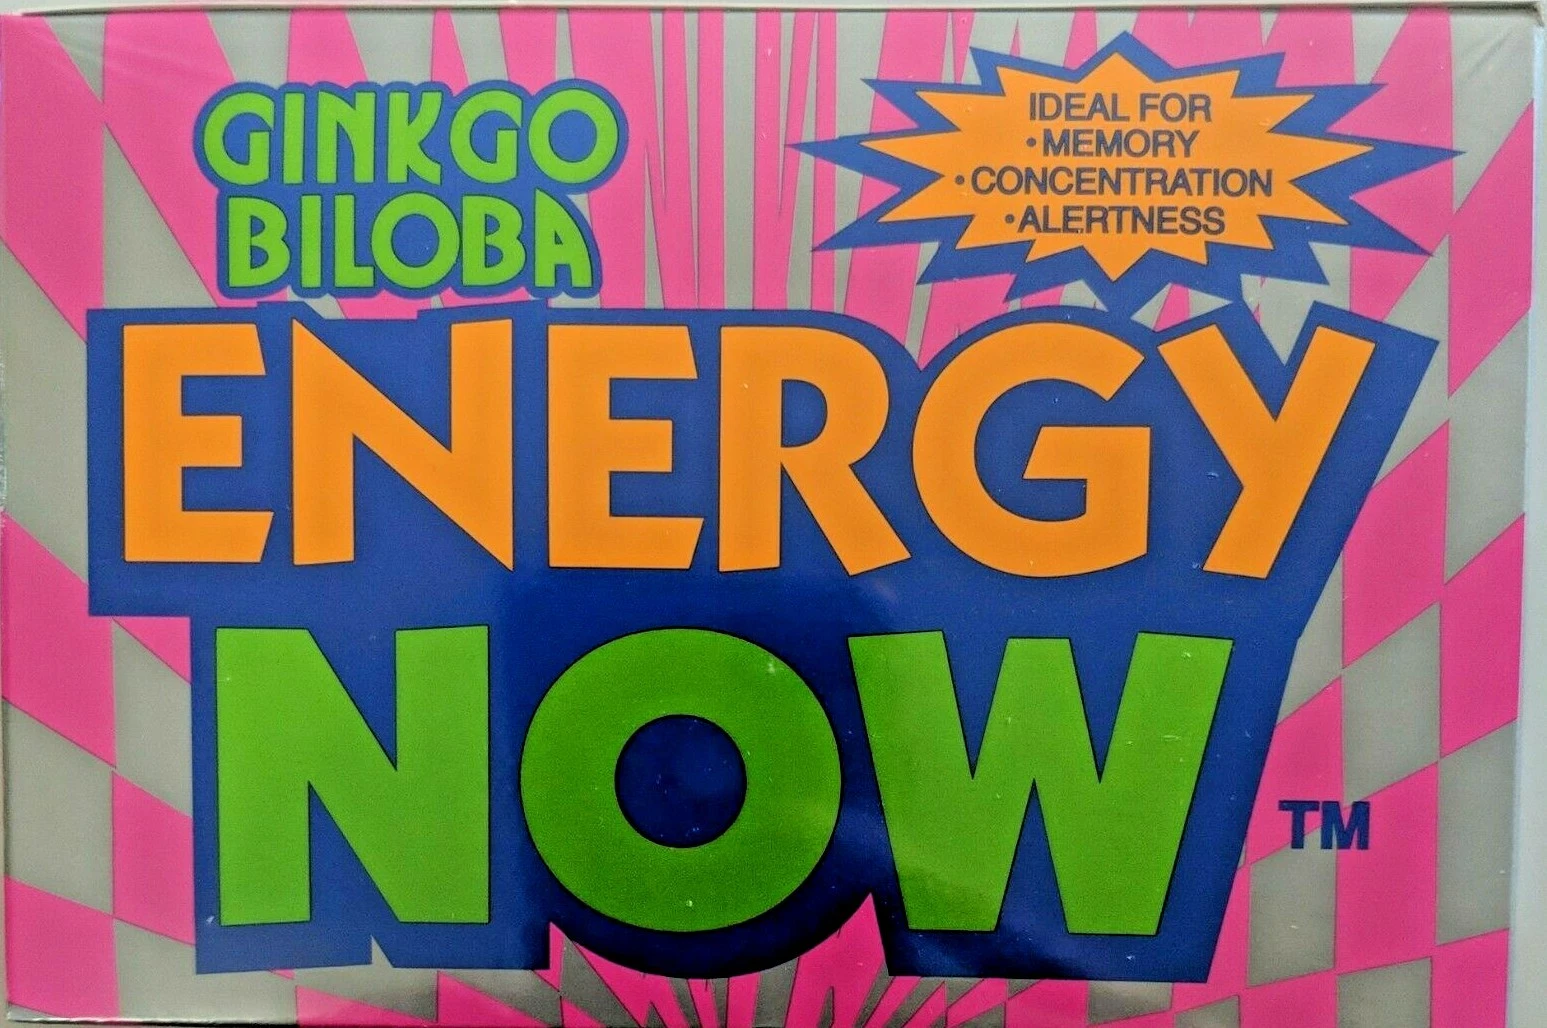 GINKGO
BILOBA
IDEAL FOR
•MEMORY
•CONCENTRATION
•ALERTNESS
ENERGY
NOW
TM